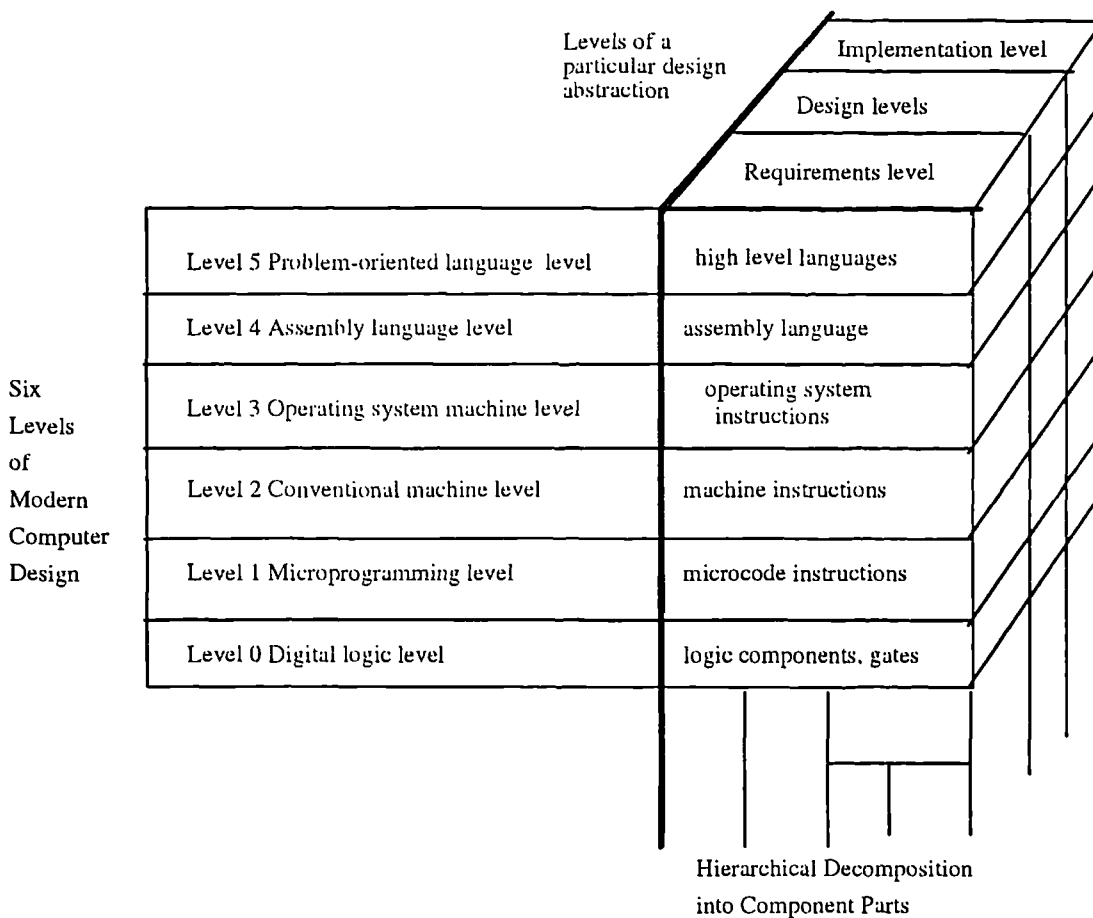 Levels of a
particular design
abstraction
Implementation level
Design levels
Requirements level
Level 5 Problem-oriented language level
high level languages
Level 4 Assembly language level
assembly language
Level 3 Operating system machine level
operating system
instructions
Level 2 Conventional machine level
machine instructions
Level 1 Microprogramming level
microcode instructions
Level 0 Digital logic level
logic components, gates
Six
Levels
of
Modern
Computer
Design
Hierarchical Decomposition
into Component Parts